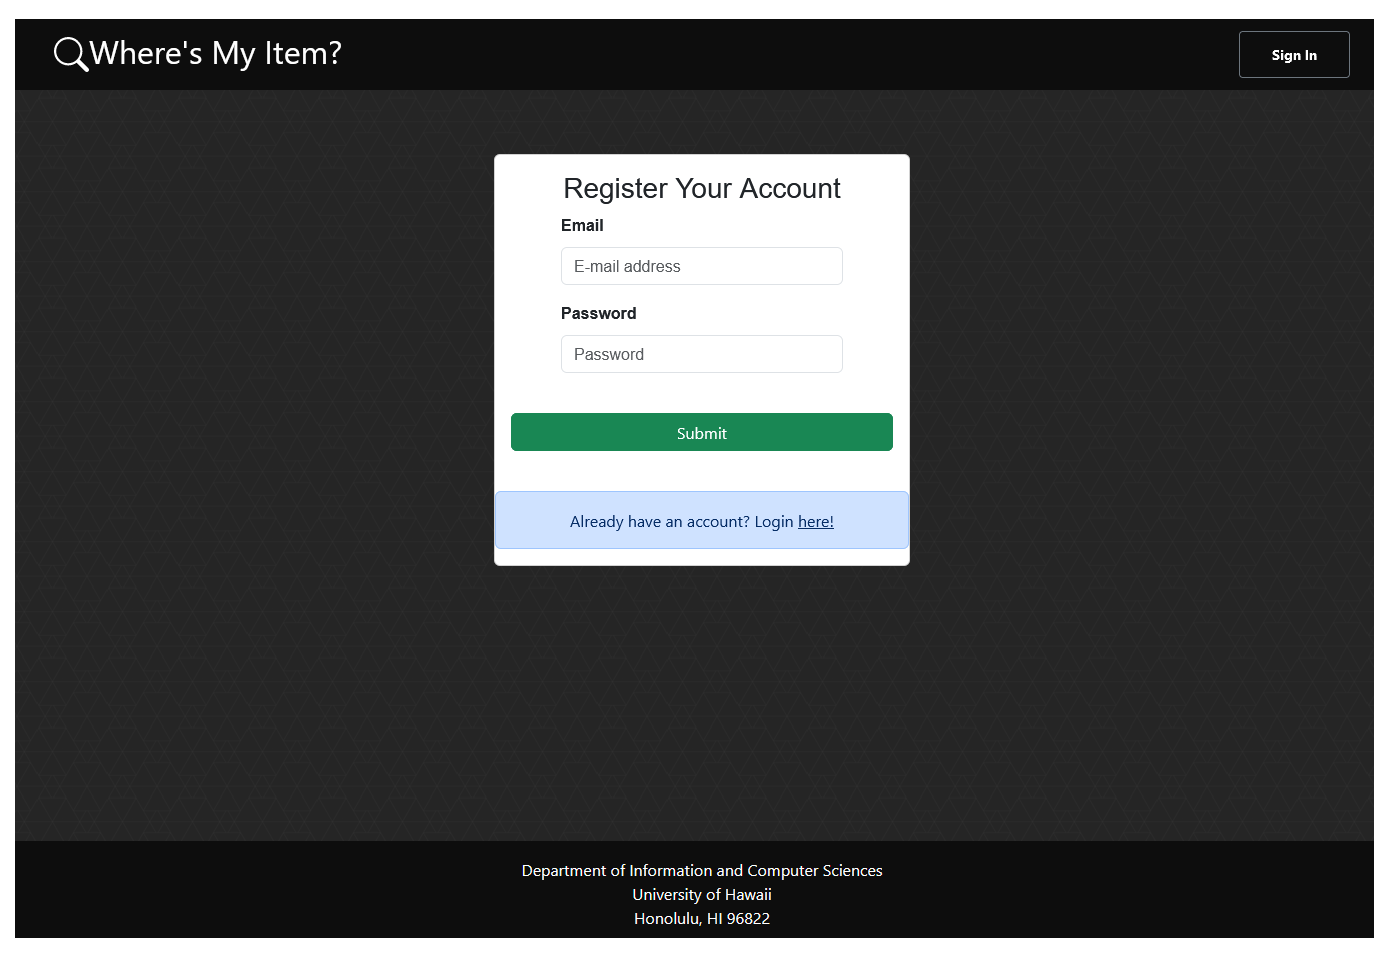 Where's My Item?
Sign In
Register Your Account
Email
E-mail address
Password
Password
Submit
Already have an account? Login here!
Department of Information and Computer Sciences
University of Hawaii
Honolulu, HI 96822